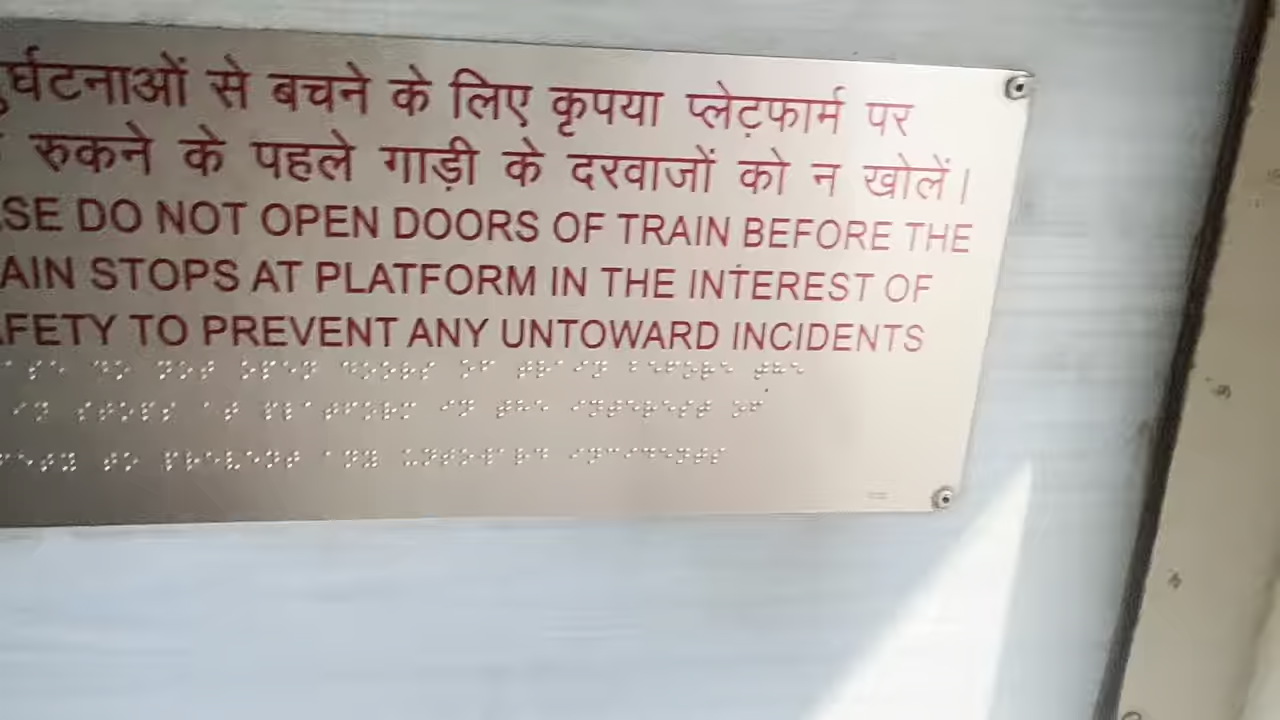 दुर्घटनाओं से बचने के लिए कृपया प्लेट़फार्म पर
रुकने के पहले गाड़ी के दरवाजों को न खोलें।
SE DO NOT OPEN DOORS OF TRAIN BEFORE THE
AIN STOPS AT PLATFORM IN THE INTEREST OF
FETY TO PREVENT ANY UNTOWARD INCIDENTS